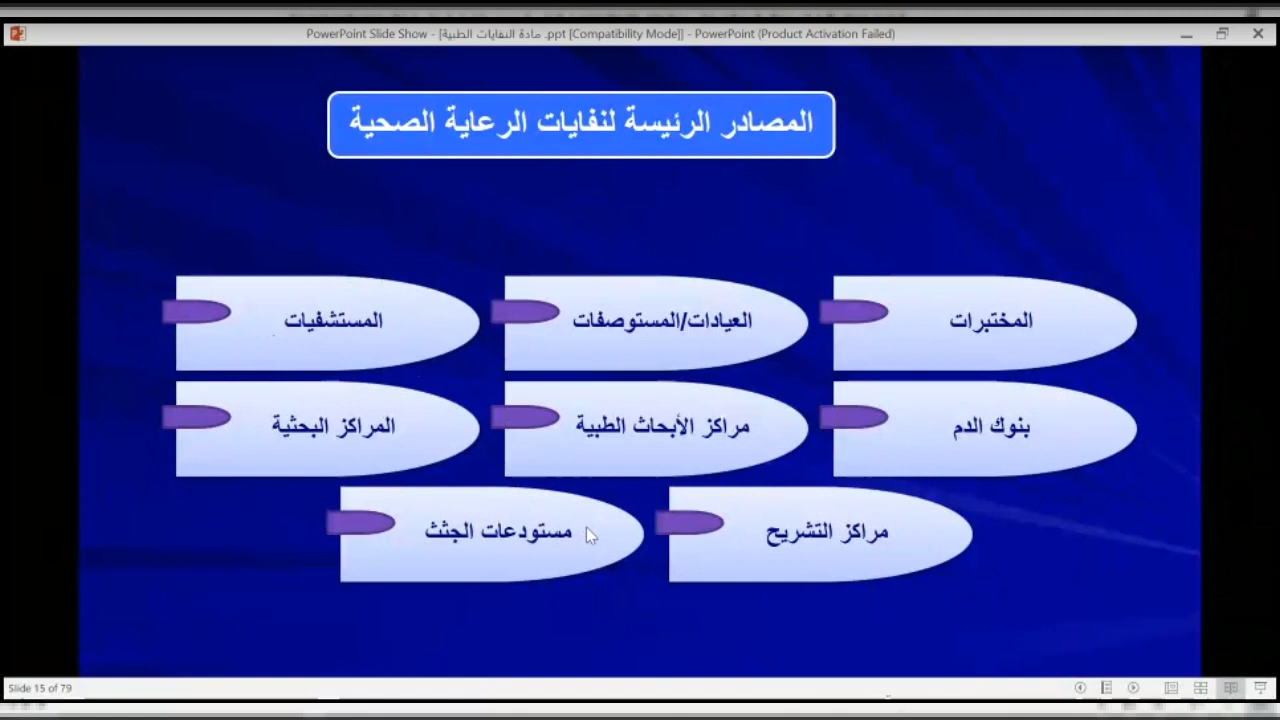 PowerPoint Slide Show - [مادة النفايات الطبية .ppt [Compatibility Mode]] - PowerPoint (Product Activation Failed)
المصادر الرئيسة لنفايات الرعاية الصحية
المختبرات
العيادات/المستوصفات
المستشفيات
بنوك الدم
مراكز الأبحاث الطبية
المراكز البحثية
مراكز التشريح
مستودعات الجثث
Slide 15 of 79